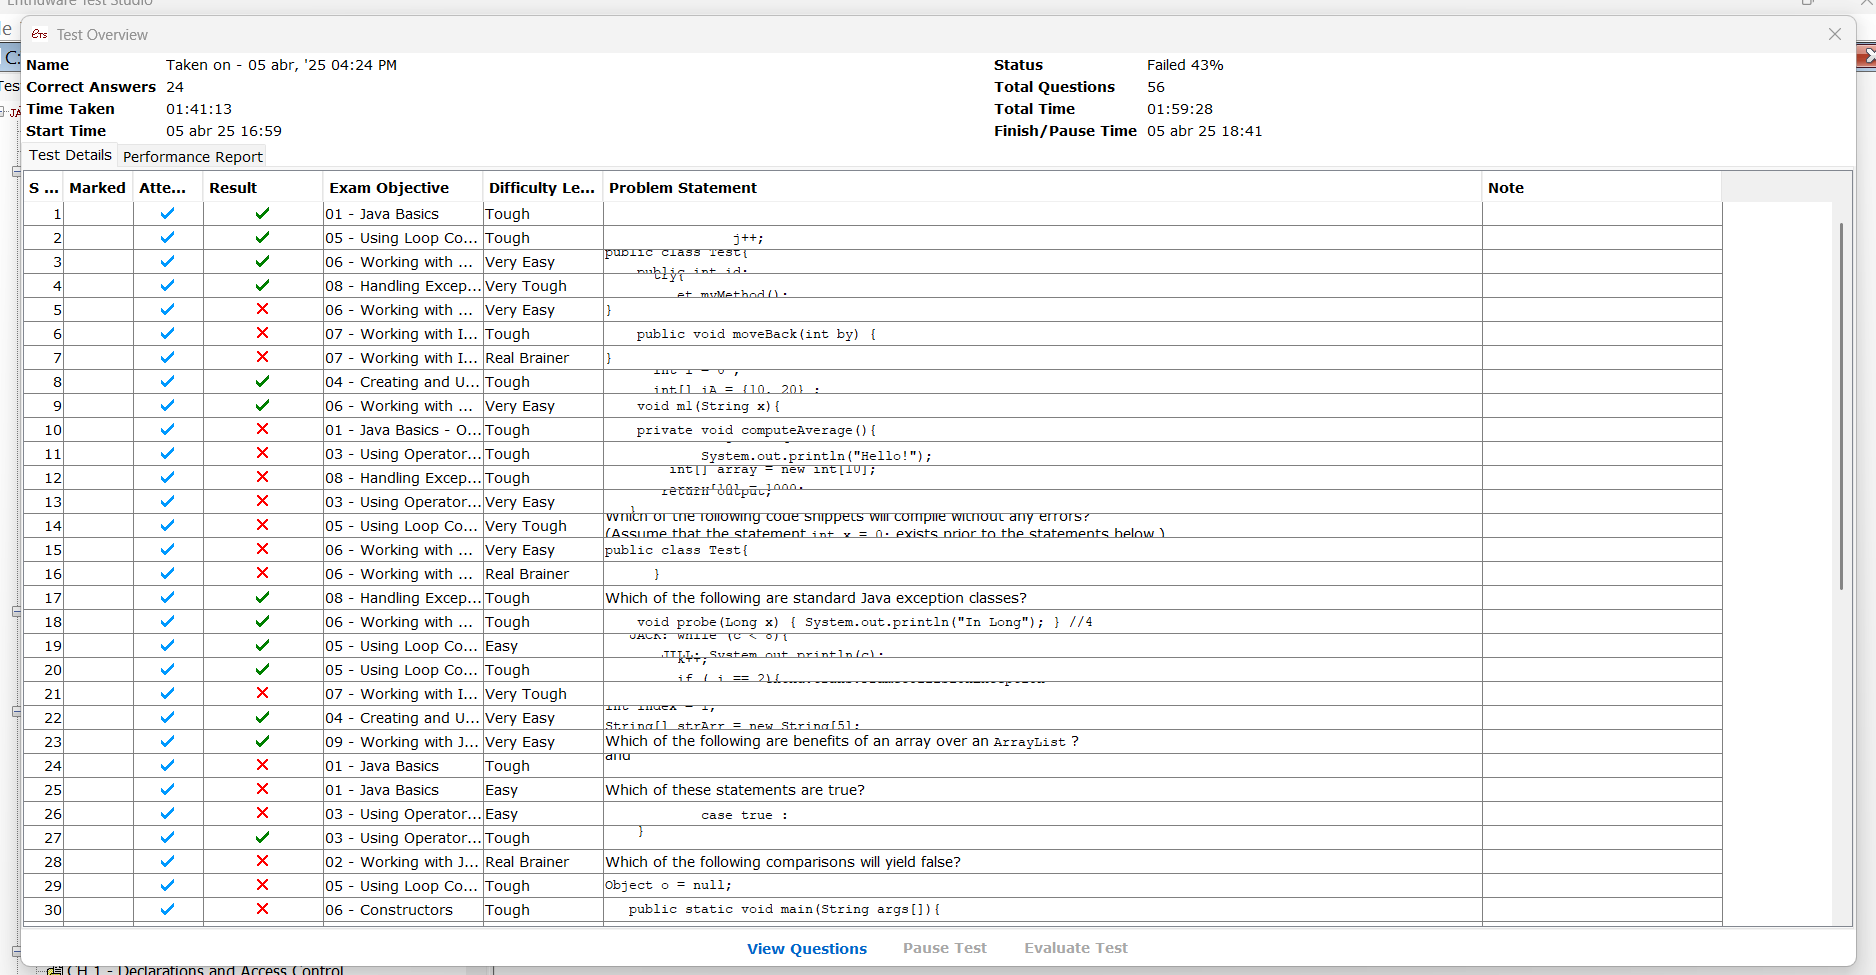 Enthuware Test Studio
Test Overview
Name Taken on - 05 abr, '25 04:24 PM Status Failed 43%
Correct Answers 24 Total Questions 56
Time Taken 01:41:13 Total Time 01:59:28
Start Time 05 abr 25 16:59 Finish/Pause Time 05 abr 25 18:41
Test Details Performance Report
S ... Marked Atte... Result Exam Objective Difficulty Le... Problem Statement Note
1 01 - Java Basics Tough
2 05 - Using Loop Co... Tough j++;
3 06 - Working with ... Very Easy public class Test{
public int id;
4 08 - Handling Excep... Very Tough try{
et.myMethod();
5 06 - Working with ... Very Easy }
6 07 - Working with I... Tough public void moveBack(int by) {
7 07 - Working with I... Real Brainer }
8 04 - Creating and U... Tough int i = 0 ;
int[] iA = {10, 20} ;
9 06 - Working with ... Very Easy void m1(String x){
10 01 - Java Basics - O... Tough private void computeAverage(){
11 03 - Using Operator... Tough System.out.println("Hello!");
12 08 - Handling Excep... Tough int[] array = new int[10];
array[10] = 1000;
13 03 - Using Operator... Very Easy return output;
}
14 05 - Using Loop Co... Very Tough Which of the following code snippets will compile without any errors?
(Assume that the statement int x = 0; exists prior to the statements below.)
15 06 - Working with ... Very Easy public class Test{
16 06 - Working with ... Real Brainer }
17 08 - Handling Excep... Tough Which of the following are standard Java exception classes?
18 06 - Working with ... Tough void probe(Long x) { System.out.println("In Long"); } //4
19 05 - Using Loop Co... Easy JACK: while (c < 8){
JILL: System.out.println(c);
20 05 - Using Loop Co... Tough k++;
if ( i == 2){
21 07 - Working with I... Very Tough
22 04 - Creating and U... Very Easy int index = 1;
String[] strArr = new String[5];
23 09 - Working with J... Very Easy Which of the following are benefits of an array over an ArrayList ?
24 01 - Java Basics Tough and
25 01 - Java Basics Easy Which of these statements are true?
26 03 - Using Operator... Easy case true :
27 03 - Using Operator... Tough }
28 02 - Working with J... Real Brainer Which of the following comparisons will yield false?
29 05 - Using Loop Co... Tough Object o = null;
30 06 - Constructors Tough public static void main(String args[]){
View Questions Pause Test Evaluate Test
CH 1 - Declarations and Access Control